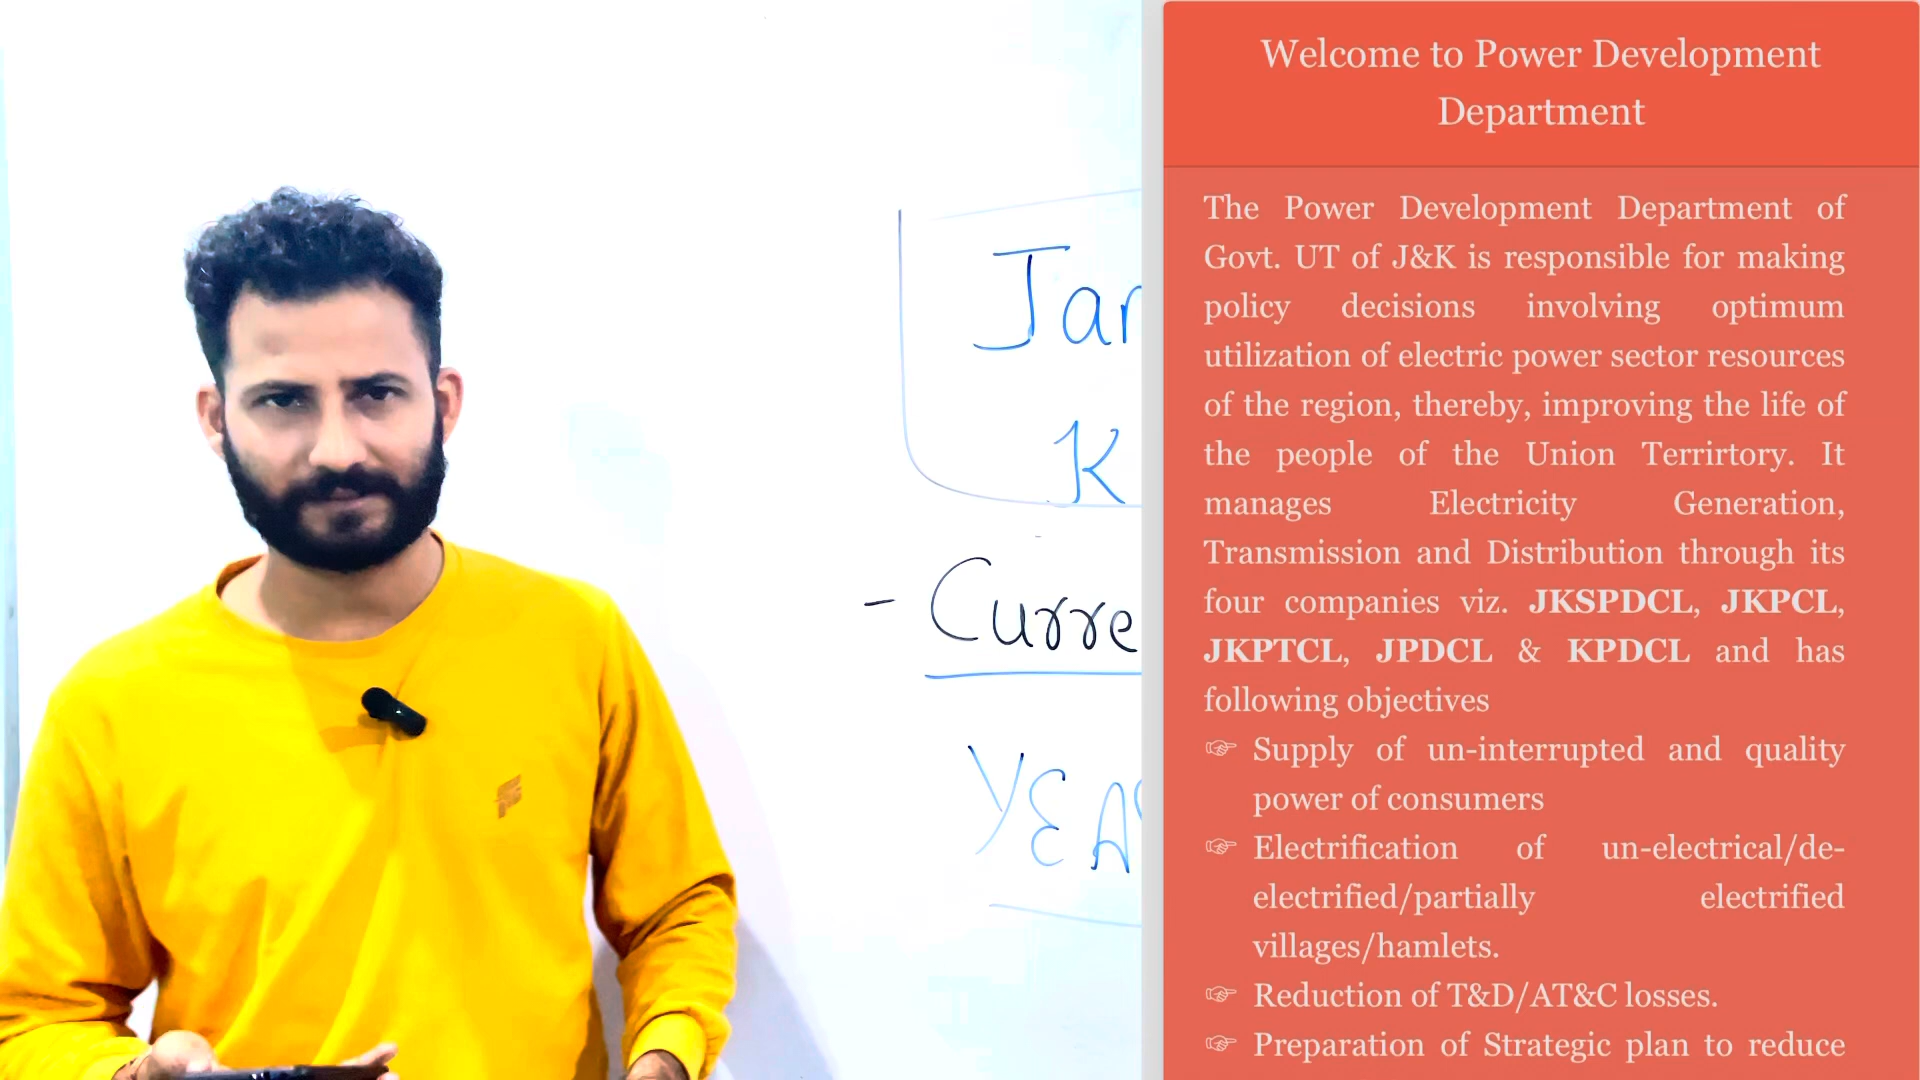 Jar
K
- Curre
YEA
Welcome to Power Development
Department
The Power Development Department of
Govt. UT of J&K is responsible for making
policy decisions involving optimum
utilization of electric power sector resources
of the region, thereby, improving the life of
the people of the Union Terrirtory. It
manages Electricity Generation,
Transmission and Distribution through its
four companies viz. JKSPDCL, JKPCL,
JKPTCL, JPDCL & KPDCL and has
following objectives
☞ Supply of un-interrupted and quality
power of consumers
☞ Electrification of un-electrical/de-
electrified/partially electrified
villages/hamlets.
☞ Reduction of T&D/AT&C losses.
☞ Preparation of Strategic plan to reduce